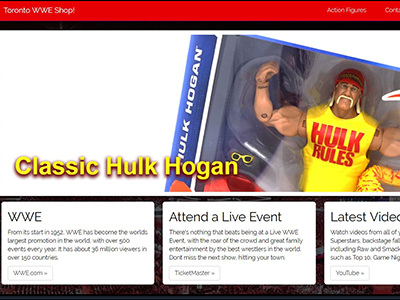 Toronto WWE Shop!
Action Figures
Conta
HULK HOGAN
HULK
RULES
Classic Hulk Hogan
WWE
From its start in 1952, WWE has become the worlds
largest promotion in the world. with over 500
events every year, it has about 36 million viewers in
over 150 countries.
WWE.com »
Attend a Live Event
There's nothing that beats being at a Live WWE
Event, with the roar of the crowd and great family
entertainment by the best wrestlers in the world.
Dont miss the next show, hitting your town.
TicketMaster »
Latest Video
Watch videos from all of y
Superstars, backstage fall
including Raw and Smack
such as Top 10, Game Nig
YouTube »